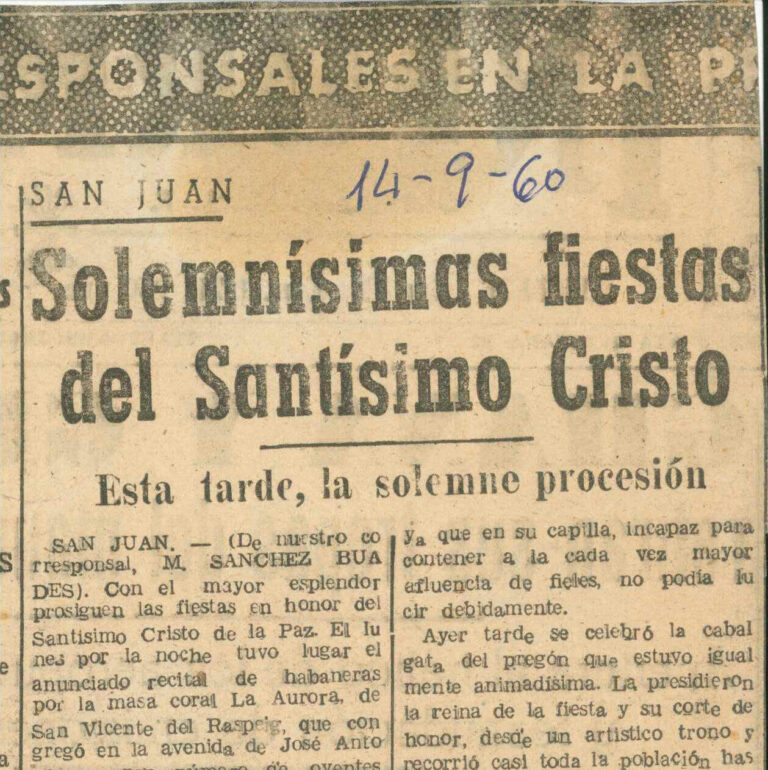 SPONSALES EN LA P
SAN JUAN
14-9-60
Solemnísimas fiestas
del Santísimo Cristo
Esta tarde, la solemne procesión
SAN JUAN. — (De nuestro co
rresponsal, M. SANCHEZ BUA
DES). Con el mayor esplendor
prosiguen las fiestas en honor del
Santisimo Cristo de la Paz. El lu
nes por la noche tuvo lugar el
anunciado recital de habaneras
por la masa coral La Aurora, de
San Vicente del Raspeig, que con
gregó en la avenida de José Anto
de oyentes
ya que en su capilla, incapaz para
contener a la cada vez mayor
afluencia de fieles, no podía lu
cir debidamente.
Ayer tarde se celebró la cabal
gata del pregón que estuvo igual
mente animadísima. La presidieron
la reina de la fiesta y su corte de
honor, desde un artistico trono y
recorrió casi toda la población has